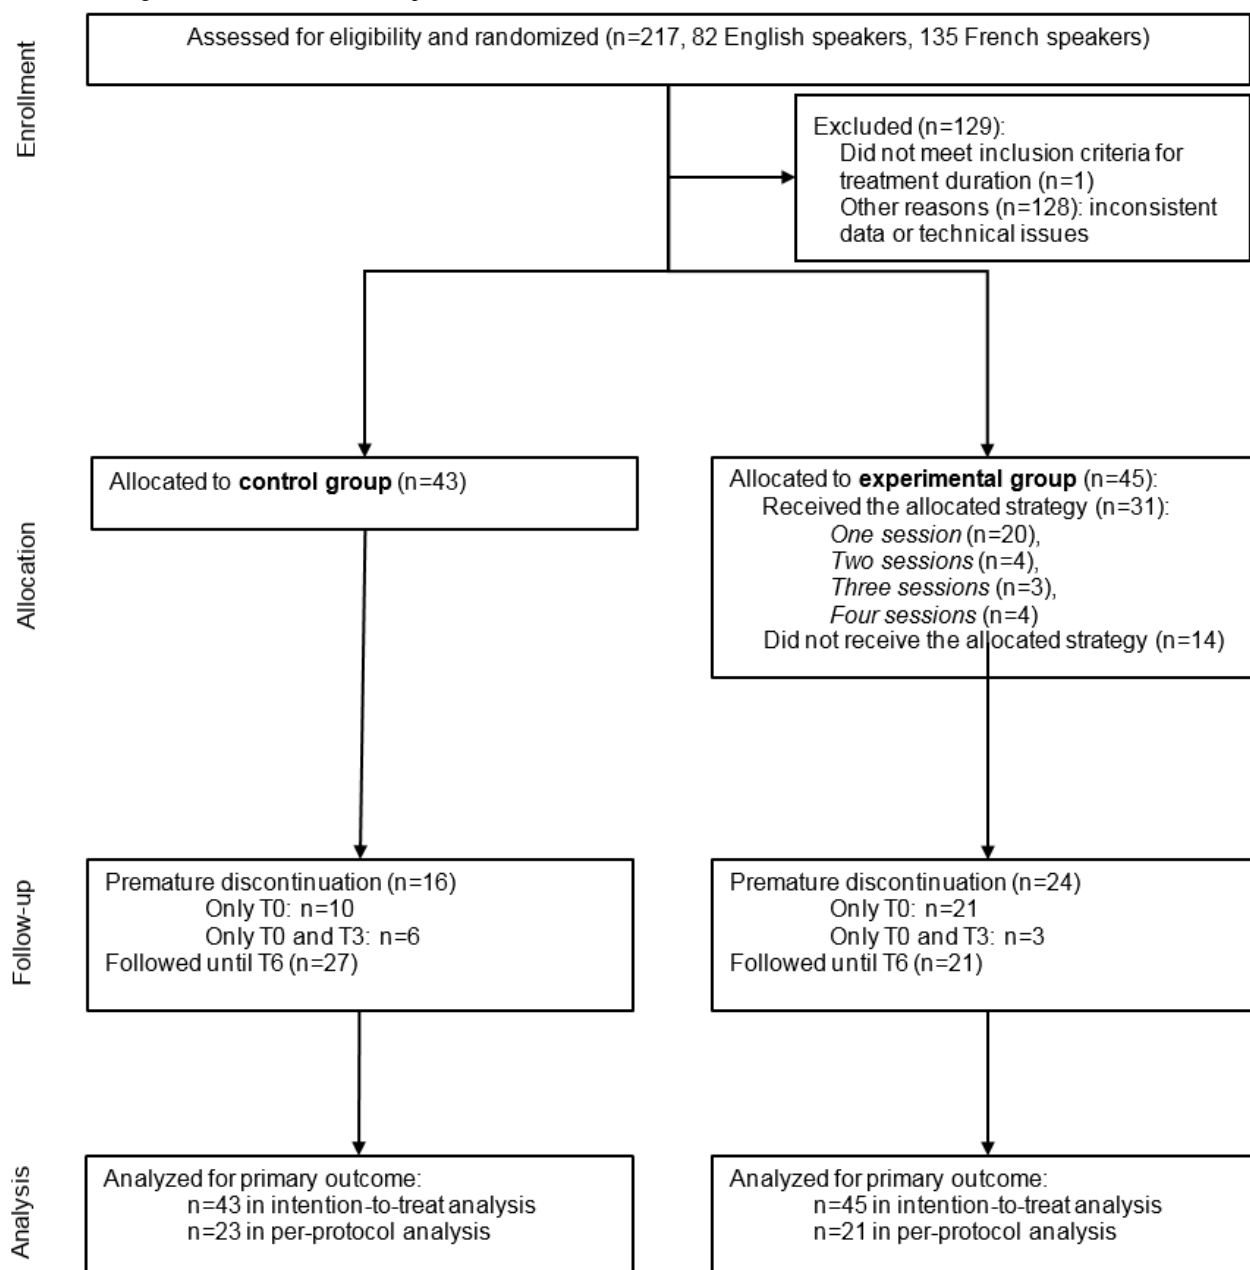 Enrollment
Assessed for eligibility and randomized (n=217, 82 English speakers, 135 French speakers)
Excluded (n=129):
Did not meet inclusion criteria for
treatment duration (n=1)
Other reasons (n=128): inconsistent
data or technical issues
Allocation
Allocated to control group (n=43)
Allocated to experimental group (n=45):
Received the allocated strategy (n=31):
One session (n=20),
Two sessions (n=4),
Three sessions (n=3),
Four sessions (n=4)
Did not receive the allocated strategy (n=14)
Follow-up
Premature discontinuation (n=16)
Only T0: n=10
Only T0 and T3: n=6
Followed until T6 (n=27)
Premature discontinuation (n=24)
Only T0: n=21
Only T0 and T3: n=3
Followed until T6 (n=21)
Analysis
Analyzed for primary outcome:
n=43 in intention-to-treat analysis
n=23 in per-protocol analysis
Analyzed for primary outcome:
n=45 in intention-to-treat analysis
n=21 in per-protocol analysis